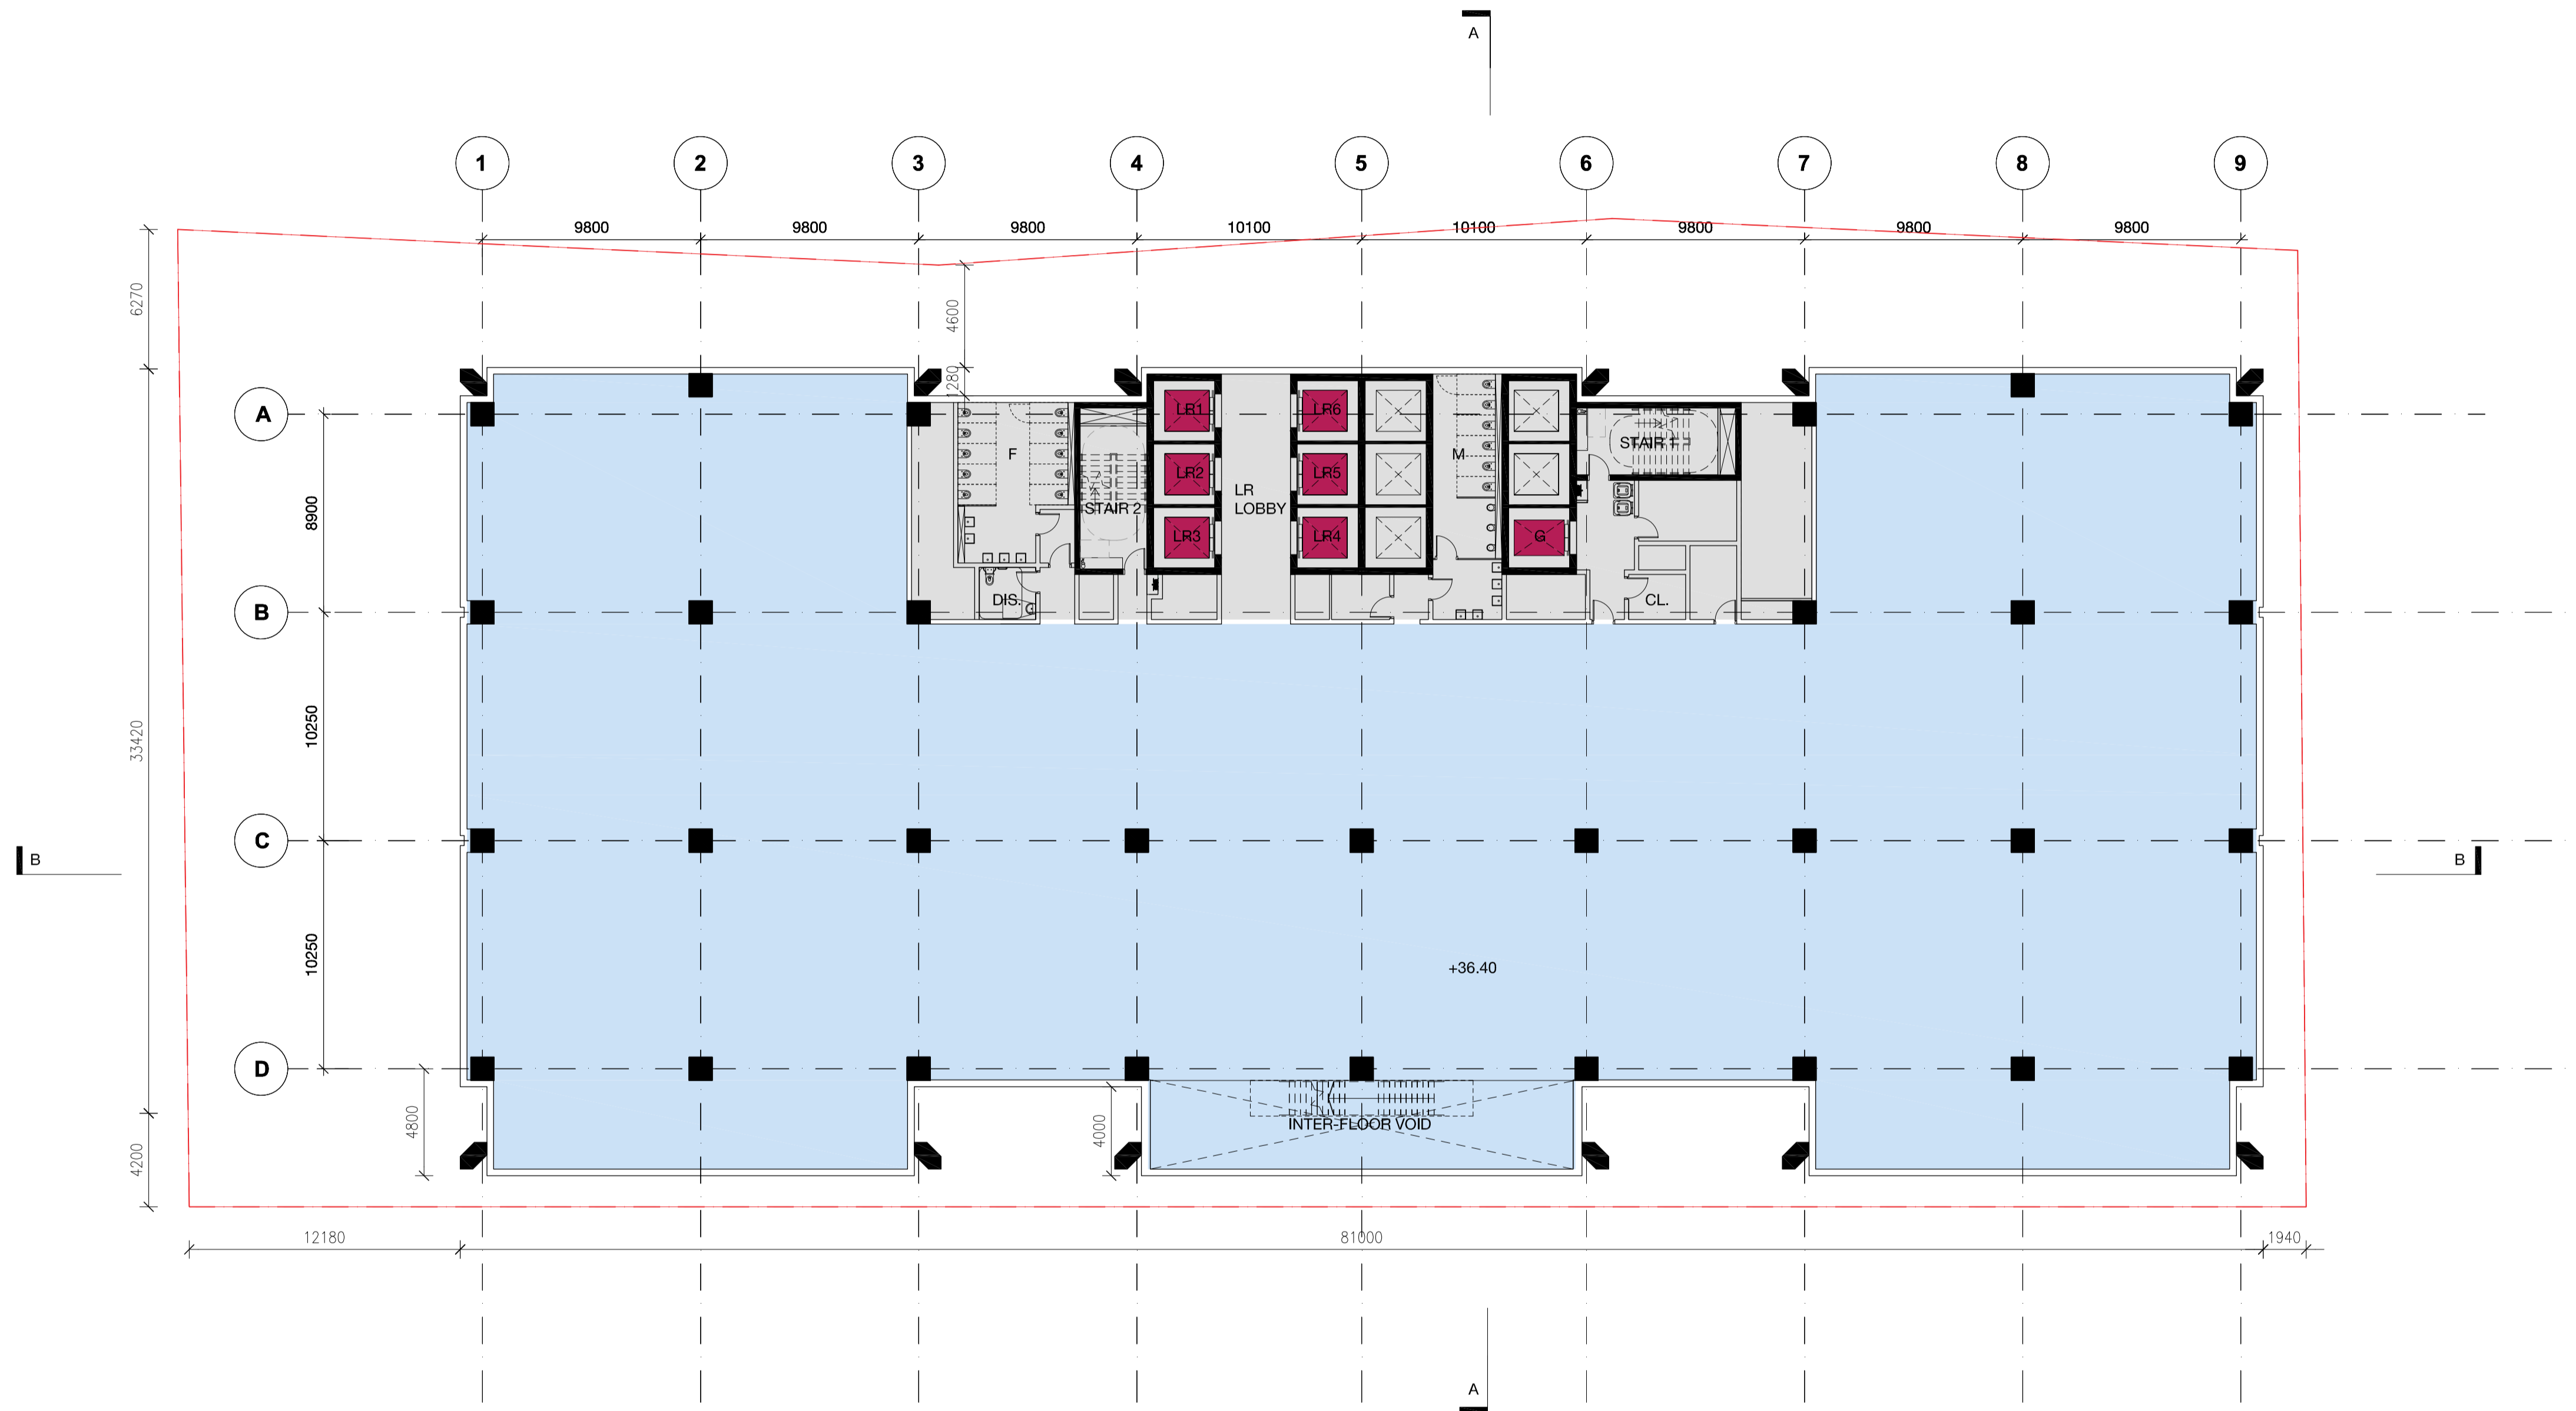 A
1
2
3
4
5
6
7
8
9
9800
9800
9800
10100
10100
9800
9800
9800
6270
4600
1280
A
LR1
LR6
F
M
STAIR 1
LR2
LR5
LR
LOBBY
STAIR 2
8900
LR3
LR4
G
DIS.
CL.
B
10250
33420
C
B
B
10250
+36.40
D
4800
4000
INTER-FLOOR VOID
4200
12180
81000
1940
A